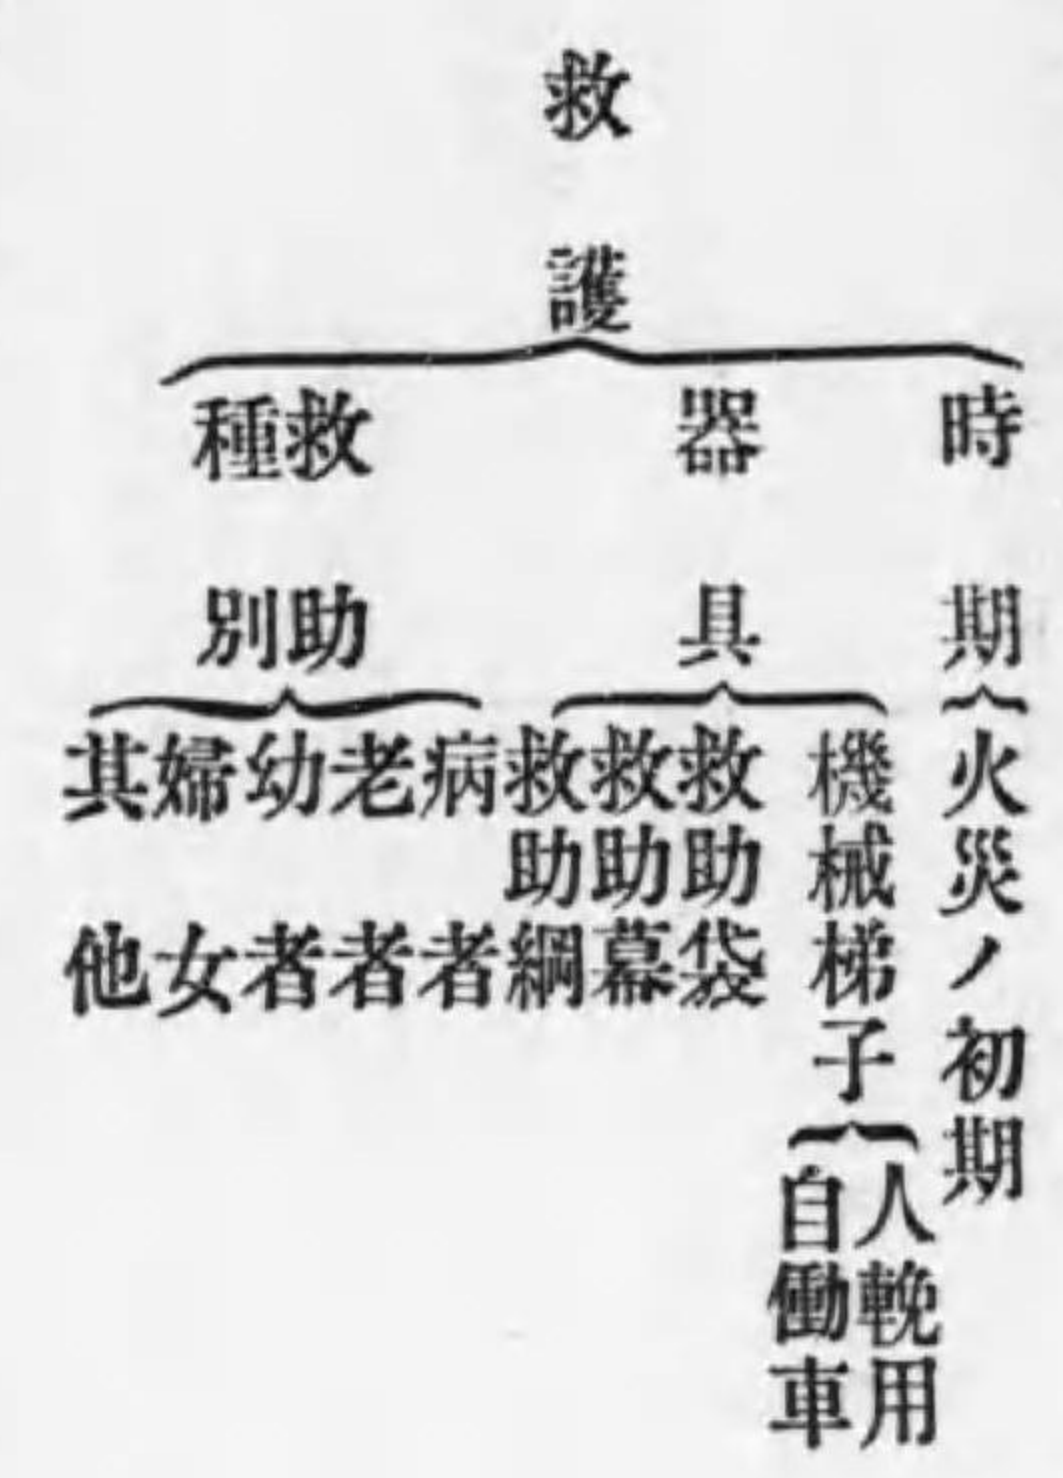 救護
時期
火災ノ初期
器具
機械梯子
人輓用
自働車
救助袋
救助幕
救助綱
救助種別
病者
老者
幼者
婦女
其他